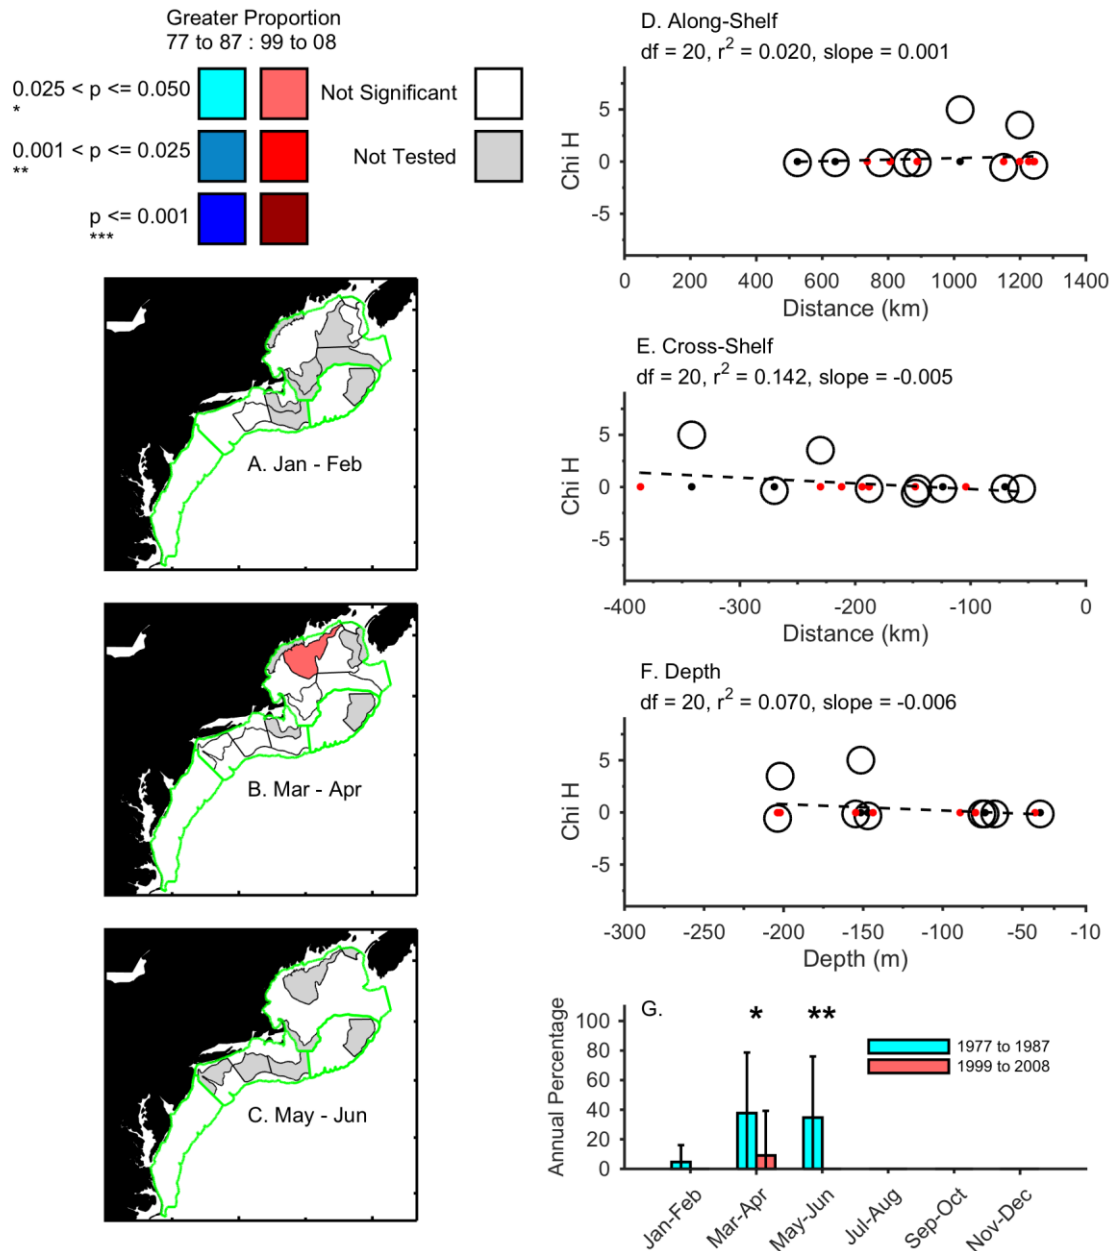 Greater Proportion
77 to 87 : 99 to 08
0.025 < p <= 0.050
*
Not Significant
0.001 < p <= 0.025
**
Not Tested
p <= 0.001
***
A. Jan - Feb
B. Mar - Apr
C. May - Jun
D. Along-Shelf
df = 20, r² = 0.020, slope = 0.001
Chi H
5
0
-5
0 200 400 600 800 1000 1200 1400
Distance (km)
E. Cross-Shelf
df = 20, r² = 0.142, slope = -0.005
Chi H
5
0
-5
-400 -300 -200 -100 0
Distance (km)
F. Depth
df = 20, r² = 0.070, slope = -0.006
Chi H
5
0
-5
-300 -250 -200 -150 -100 -50 -10
Depth (m)
G.
* **
1977 to 1987
1999 to 2008
Annual Percentage
100
80
60
40
20
0
Jan-Feb Mar-Apr May-Jun Jul-Aug Sep-Oct Nov-Dec